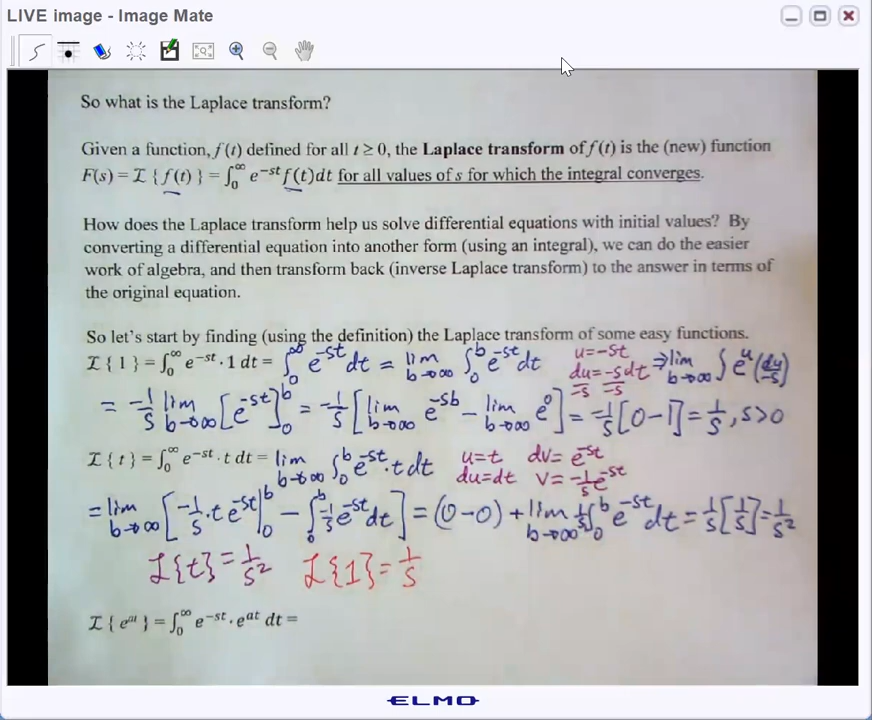 LIVE image - Image Mate
So what is the Laplace transform?
Given a function, f (t) defined for all t ≥ 0, the Laplace transform of f (t) is the (new) function
F(s) = ℒ { f (t) } = ∫₀^∞ e^−st f (t)dt for all values of s for which the integral converges.
How does the Laplace transform help us solve differential equations with initial values? By
converting a differential equation into another form (using an integral), we can do the easier
work of algebra, and then transform back (inverse Laplace transform) to the answer in terms of
the original equation.
So let's start by finding (using the definition) the Laplace transform of some easy functions.
ℒ { 1 } = ∫₀^∞ e^−st · 1 dt = ∫₀^∞ e^-st dt = lim b→∞ ∫₀^b e^-st dt u=-st du=-s dt -s -s ⇒ lim b→∞ ∫ e^u (du/-s)
= -1/s lim b→∞ [e^-st]₀^b = -1/s [lim b→∞ e^-sb - lim b→∞ e^0] = -1/s [0-1] = 1/s, s>0
ℒ { t } = ∫₀^∞ e^−st · t dt = lim b→∞ ∫₀^b e^-st · t dt u=t du=dt dv=e^-st v=-1/s e^-st
= lim b→∞ [-1/s · t e^-st |₀^b - ∫₀^b -1/s e^-st dt] = (0-0) + lim b→∞ 1/s ∫₀^b e^-st dt = 1/s [1/s] = 1/s²
ℒ{t} = 1/s² ℒ{1} = 1/s
ℒ { e^at } = ∫₀^∞ e^−st · e^at dt =
ELMO